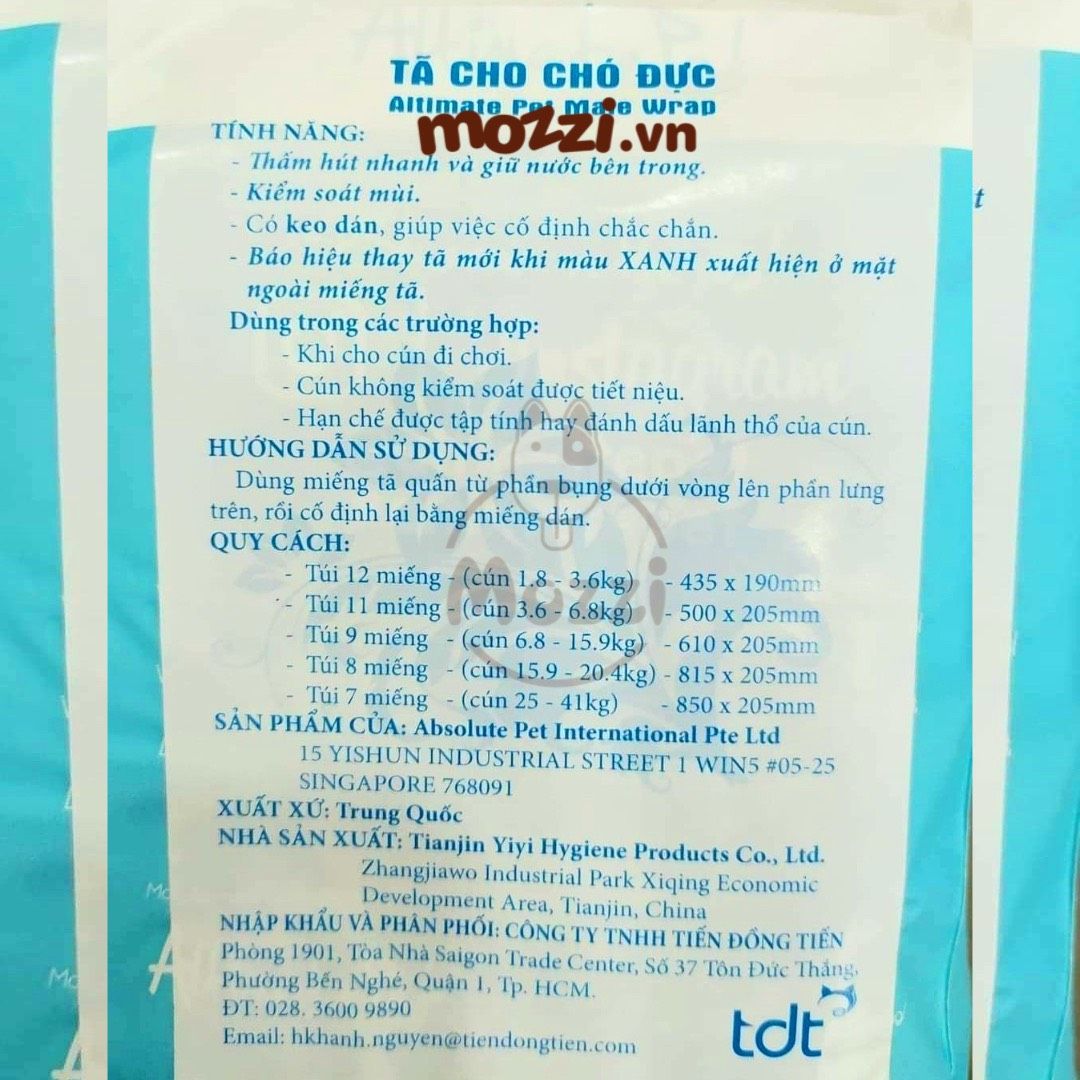 TÃ CHO CHÓ ĐỰC
Altimate Pet Male Wrap
mozzi.vn
TÍNH NĂNG:
- Thấm hút nhanh và giữ nước bên trong.
- Kiểm soát mùi.
- Có keo dán, giúp việc cố định chắc chắn.
- Báo hiệu thay tã mới khi màu XANH xuất hiện ở mặt
ngoài miếng tã.
Dùng trong các trường hợp:
- Khi cho cún đi chơi.
- Cún không kiểm soát được tiết niệu.
- Hạn chế được tập tính hay đánh dấu lãnh thổ của cún.
HƯỚNG DẪN SỬ DỤNG:
Dùng miếng tã quấn từ phần bụng dưới vòng lên phần lưng
trên, rồi cố định lại bằng miếng dán.
QUY CÁCH:
- Túi 12 miếng - (cún 1.8 - 3.6kg) - 435 x 190mm
- Túi 11 miếng - (cún 3.6 - 6.8kg) - 500 x 205mm
- Túi 9 miếng - (cún 6.8 - 15.9kg) - 610 x 205mm
- Túi 8 miếng - (cún 15.9 - 20.4kg) - 815 x 205mm
- Túi 7 miếng - (cún 25 - 41kg) - 850 x 205mm
Mozzi
SẢN PHẨM CỦA: Absolute Pet International Pte Ltd
15 YISHUN INDUSTRIAL STREET 1 WIN5 #05-25
SINGAPORE 768091
XUẤT XỨ: Trung Quốc
NHÀ SẢN XUẤT: Tianjin Yiyi Hygiene Products Co., Ltd.
Zhangjiawo Industrial Park Xiqing Economic
Development Area, Tianjin, China
NHẬP KHẨU VÀ PHÂN PHỐI: CÔNG TY TNHH TIẾN ĐỒNG TIẾN
Phòng 1901, Tòa Nhà Saigon Trade Center, Số 37 Tôn Đức Thắng,
Phường Bến Nghé, Quận 1, Tp. HCM.
ĐT: 028. 3600 9890
Email: hkhanh.nguyen@tiendongtien.com
tdt